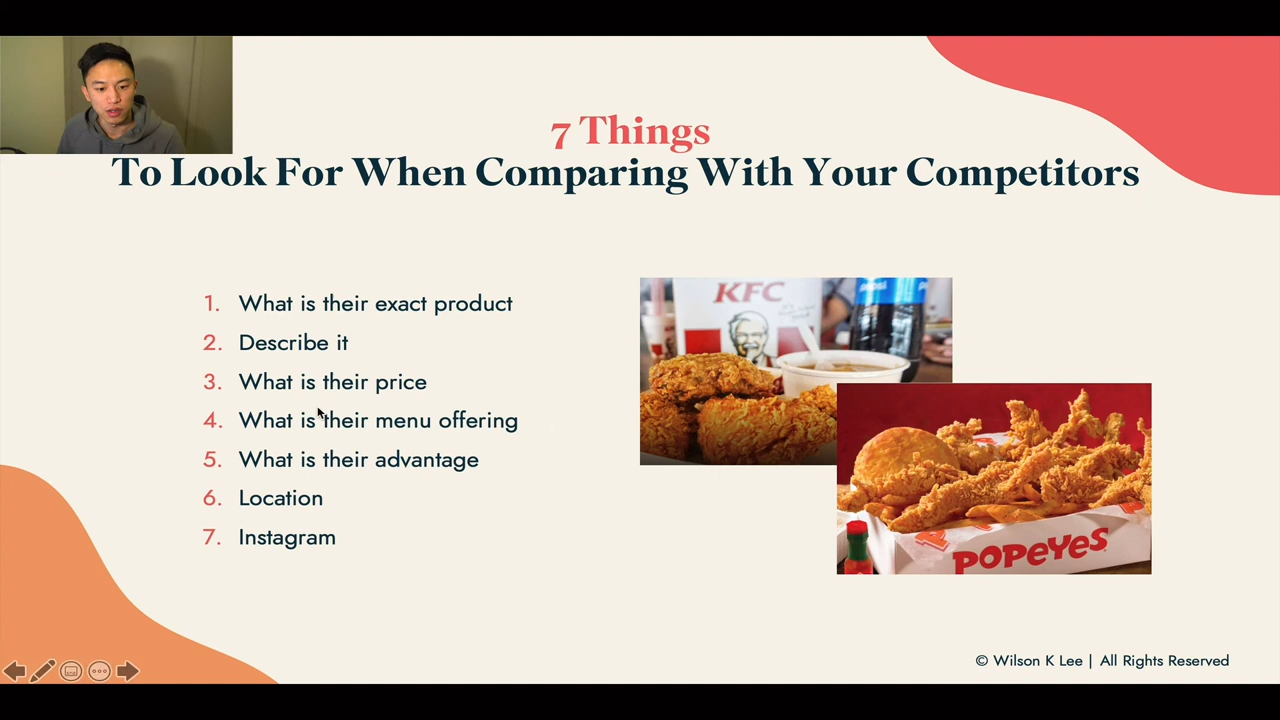 7 Things
To Look For When Comparing With Your Competitors
1. What is their exact product
2. Describe it
3. What is their price
4. What is their menu offering
5. What is their advantage
6. Location
7. Instagram
KFC
pepsi
POPEYES
© Wilson K Lee | All Rights Reserved